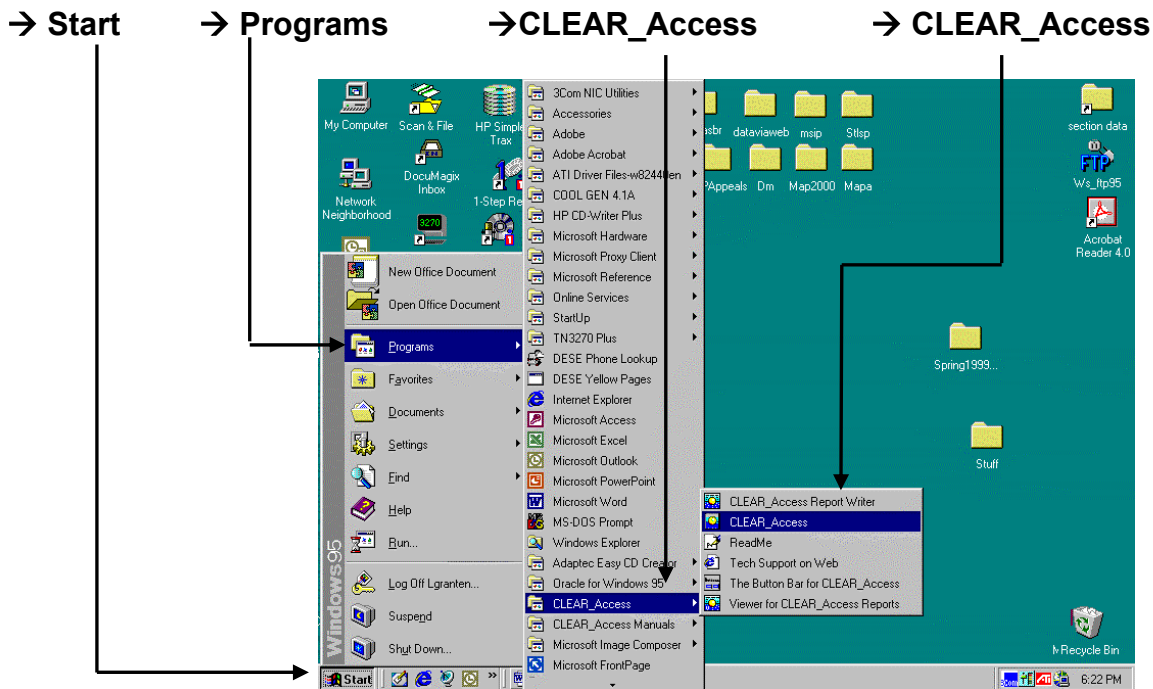 → Start → Programs →CLEAR_Access → CLEAR_Access
My Computer
Scan & File
HP Simple
Trax
DocuMagix
Inbox
Network
Neighborhood
1-Step Re
9270
asbr
dataviaweb
msip
Stlsp
Appeals
Dm
Map2000
Mapa
section data
FTP
Ws_ftp95
Acrobat
Reader 4.0
Spring1999...
Stuff
Recycle Bin
New Office Document
Open Office Document
Programs
Favorites
Documents
Settings
Find
Help
Run...
Log Off Lgranten...
Suspend
Shut Down...
Windows95
3Com NIC Utilities
Accessories
Adobe
Adobe Acrobat
ATI Driver Files-w82440en
COOL GEN 4.1A
HP CD-Writer Plus
Microsoft Hardware
Microsoft Proxy Client
Microsoft Reference
Online Services
StartUp
TN3270 Plus
DESE Phone Lookup
DESE Yellow Pages
Internet Explorer
Microsoft Access
Microsoft Excel
Microsoft Outlook
Microsoft PowerPoint
Microsoft Word
MS-DOS Prompt
Windows Explorer
Adaptec Easy CD Creator
Oracle for Windows 95
CLEAR_Access
CLEAR_Access Manuals
Microsoft Image Composer
Microsoft FrontPage
CLEAR_Access Report Writer
CLEAR_Access
ReadMe
Tech Support on Web
The Button Bar for CLEAR_Access
Viewer for CLEAR_Access Reports
Start
»
ATI
6:22 PM